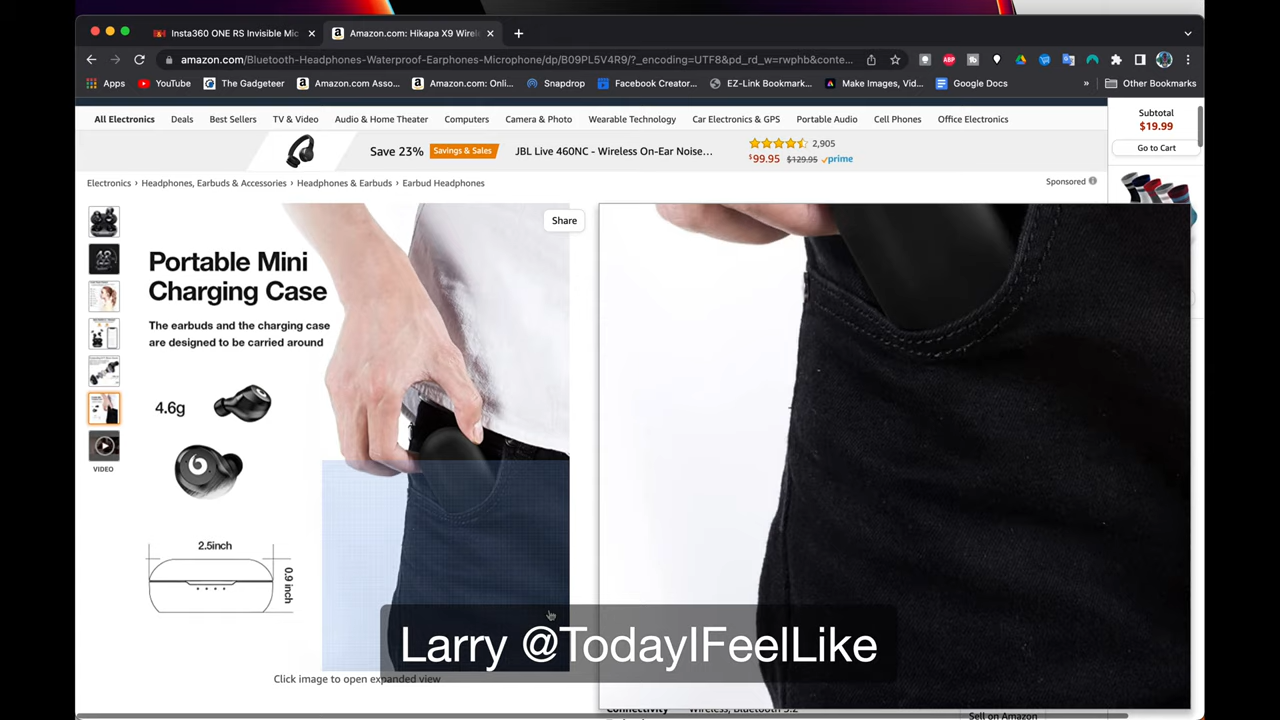 Insta360 ONE RS Invisible Mic
Amazon.com: Hikapa X9 Wirel
amazon.com/Bluetooth-Headphones-Waterproof-Earphones-Microphone/dp/B09PL5V4R9/?_encoding=UTF8&pd_rd_w=rwphb&conte...
Apps YouTube The Gadgeteer Amazon.com Asso... Amazon.com: Onli... Snapdrop Facebook Creator... EZ-Link Bookmark... Make Images, Vid... Google Docs » Other Bookmarks
All Electronics Deals Best Sellers TV & Video Audio & Home Theater Computers Camera & Photo Wearable Technology Car Electronics & GPS Portable Audio Cell Phones Office Electronics
Subtotal
$19.99
Go to Cart
Save 23% Savings & Sales JBL Live 460NC - Wireless On-Ear Noise... 2,905
$99.95 $129.95 prime
Electronics › Headphones, Earbuds & Accessories › Headphones & Earbuds › Earbud Headphones
Sponsored
Share
Portable Mini
Charging Case
The earbuds and the charging case
are designed to be carried around
4.6g
2.5inch
0.9 inch
VIDEO
Larry @TodayIFeelLike
Click image to open expanded view
Connectivity Wireless, Bluetooth 5.2
Sell on Amazon